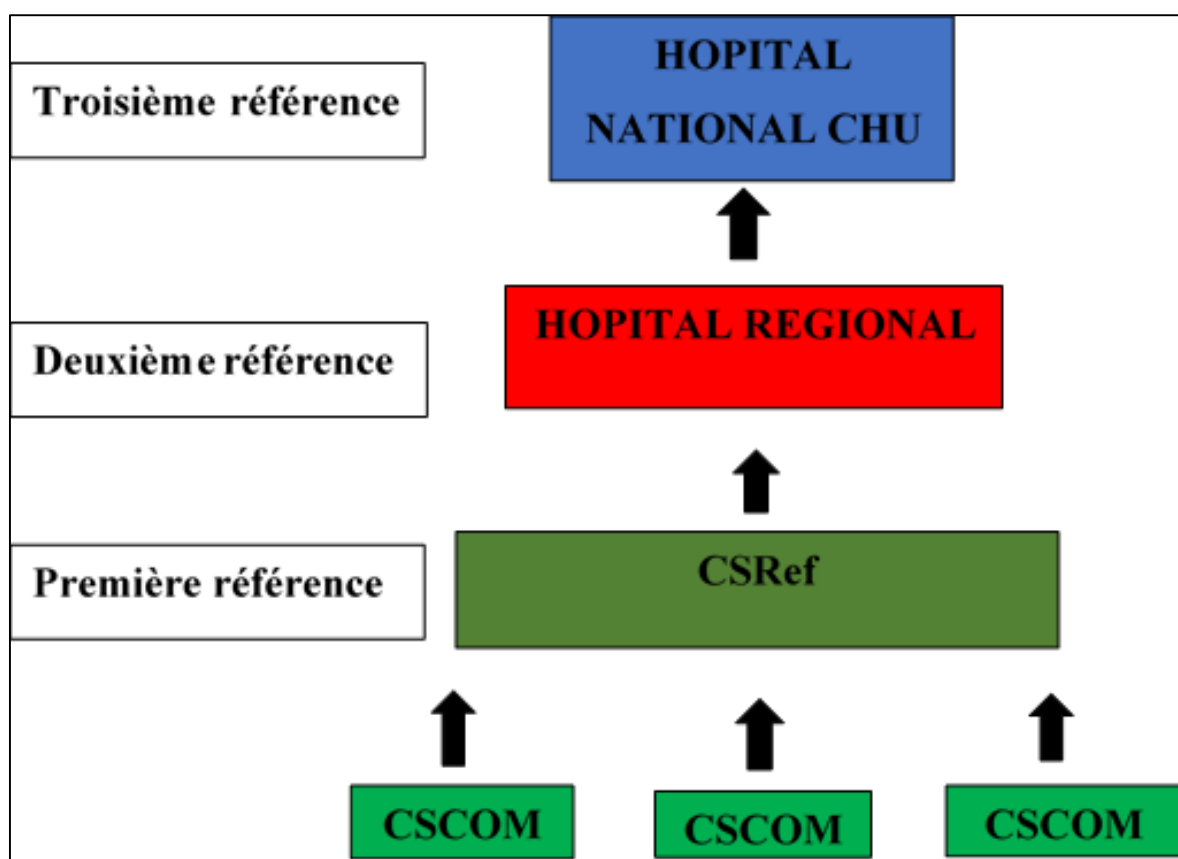 HOPITAL
NATIONAL CHU
Troisième référence
HOPITAL REGIONAL
Deuxième référence
CSRef
Première référence
CSCOM
CSCOM
CSCOM